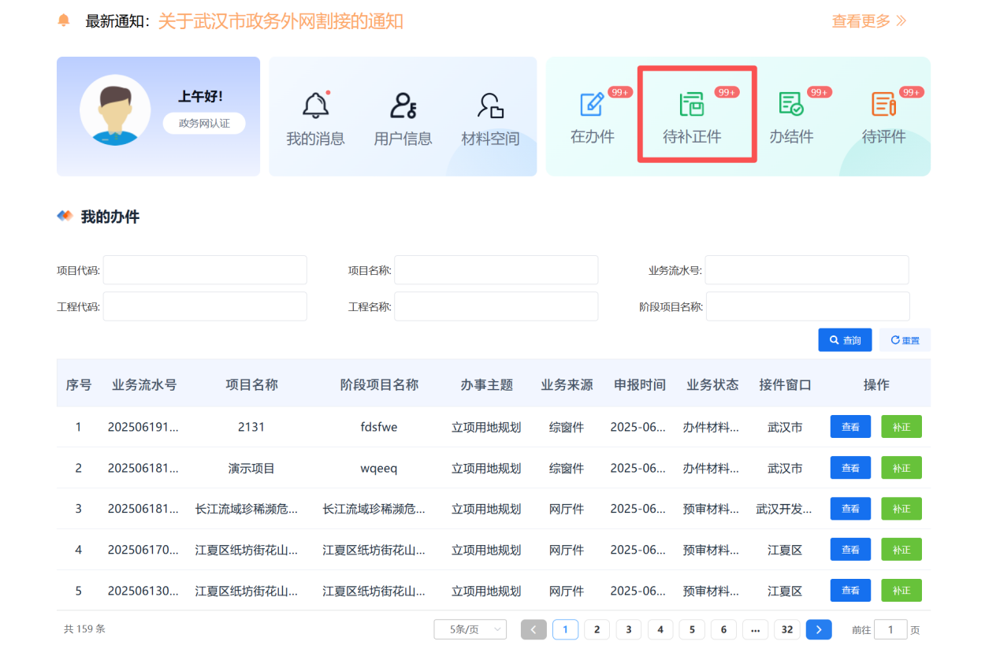 最新通知：关于武汉市政务外网割接的通知 查看更多
上午好！
政务网认证
我的消息 用户信息 材料空间
99+ 99+ 99+ 99+
在办件 待补正件 办结件 待评件
我的办件
项目代码: 项目名称: 业务流水号:
工程代码: 工程名称: 阶段项目名称:
查询 重置
序号 业务流水号 项目名称 阶段项目名称 办事主题 业务来源 申报时间 业务状态 接件窗口 操作
1 202506191... 2131 fdsfwe 立项用地规划 综窗件 2025-06... 办件材料... 武汉市 查看 补正
2 202506181... 演示项目 wqeeq 立项用地规划 综窗件 2025-06... 办件材料... 武汉市 查看 补正
3 202506181... 长江流域珍稀濒危... 长江流域珍稀濒危... 立项用地规划 网厅件 2025-06... 预审材料... 武汉开发... 查看 补正
4 202506170... 江夏区纸坊街花山... 江夏区纸坊街花山... 立项用地规划 网厅件 2025-06... 预审材料... 江夏区 查看 补正
5 202506130... 江夏区纸坊街花山... 江夏区纸坊街花山... 立项用地规划 网厅件 2025-06... 预审材料... 江夏区 查看 补正
共 159 条 5条/页 1 2 3 4 5 6 ... 32 前往 1 页